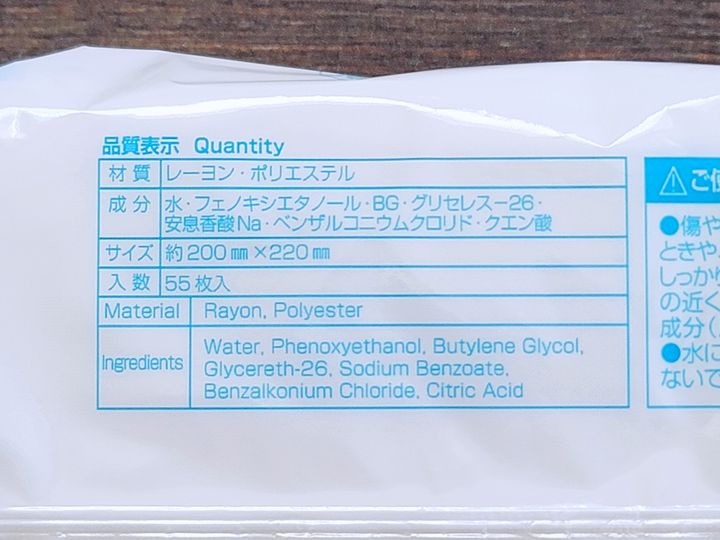 品質表示 Quantity
材質 レーヨン・ポリエステル
成分 水・フェノキシエタノール・BG・グリセレスー26・
安息香酸Na・ベンザルコニウムクロリド・クエン酸
サイズ 約200㎜×220㎜
入数 55枚入
Material Rayon, Polyester
Ingredients Water, Phenoxyethanol, Butylene Glycol,
Glycereth-26, Sodium Benzoate,
Benzalkonium Chloride, Citric Acid
⚠ご使
●傷や
ときや、
しっかり
の近く
成分(
●水に
ないで